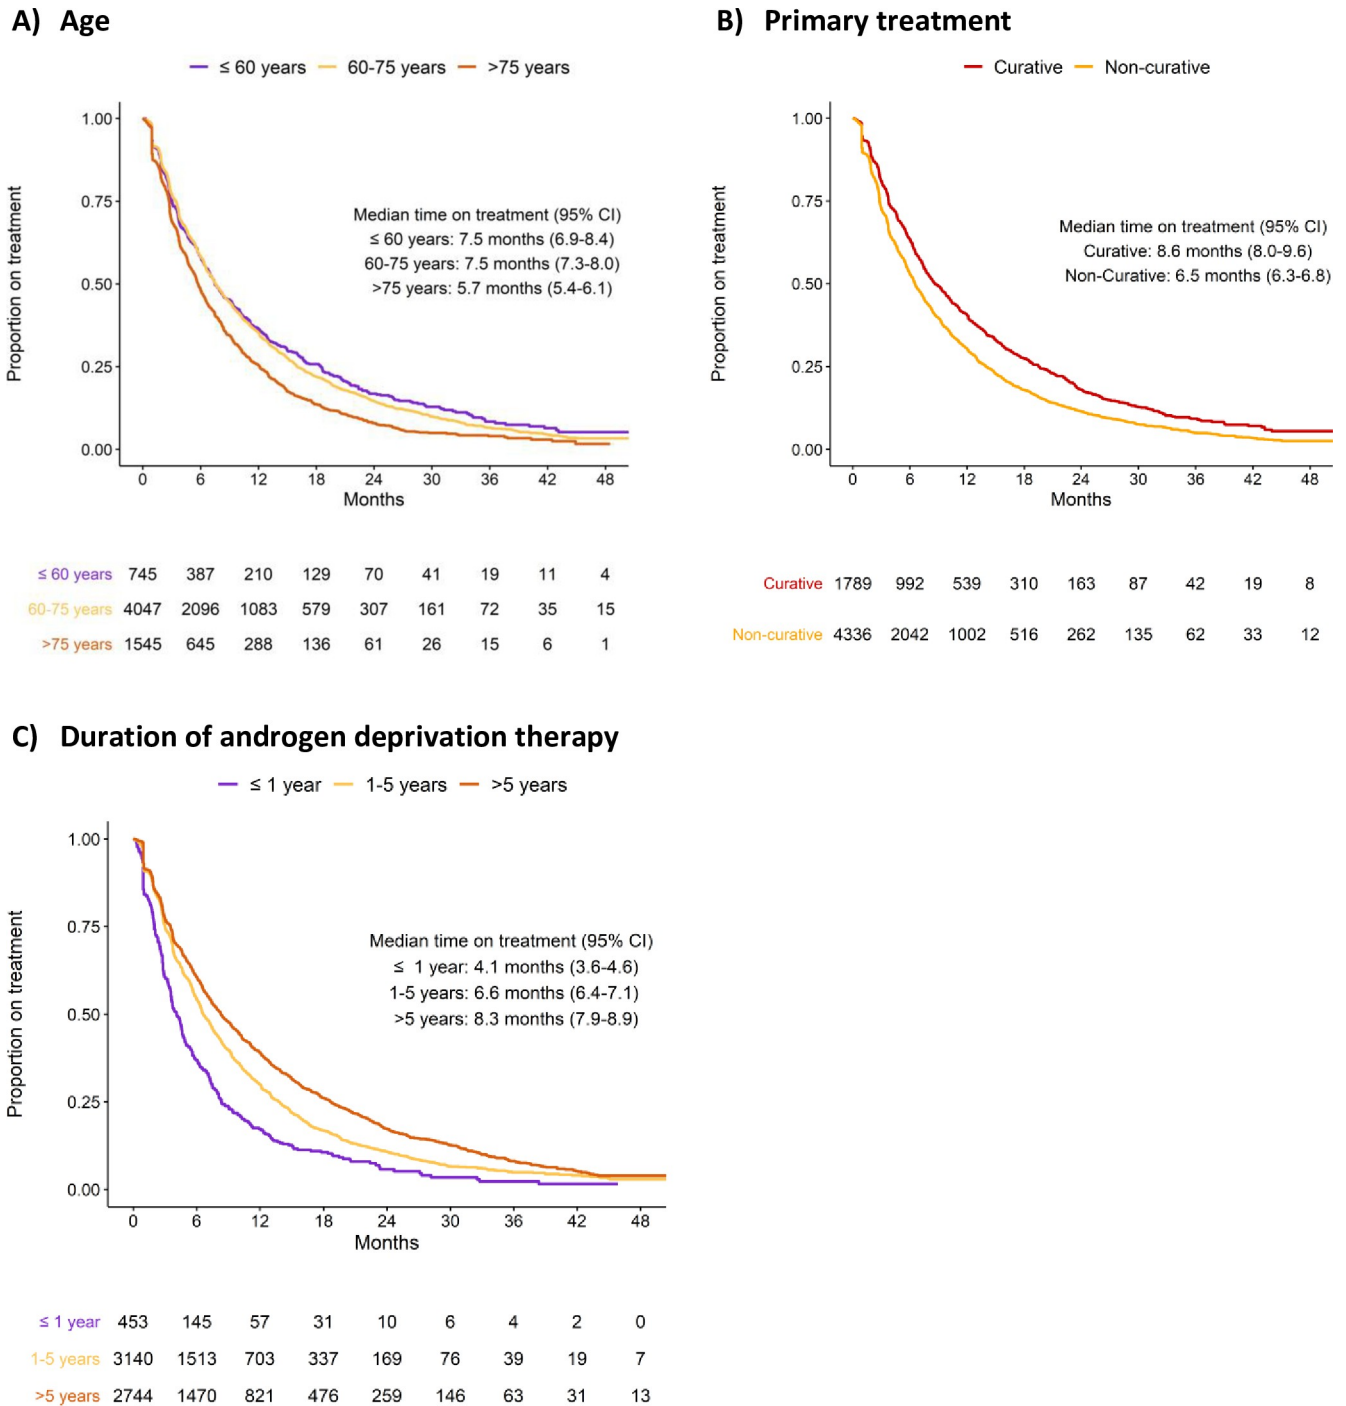 A) Age
≤ 60 years 60-75 years >75 years
1.00
0.75
0.50
0.25
0.00
Proportion on treatment
Median time on treatment (95% CI)
≤ 60 years: 7.5 months (6.9-8.4)
60-75 years: 7.5 months (7.3-8.0)
>75 years: 5.7 months (5.4-6.1)
0 6 12 18 24 30 36 42 48
Months
≤ 60 years 745 387 210 129 70 41 19 11 4
60-75 years 4047 2096 1083 579 307 161 72 35 15
>75 years 1545 645 288 136 61 26 15 6 1
B) Primary treatment
Curative Non-curative
1.00
0.75
0.50
0.25
0.00
Proportion on treatment
Median time on treatment (95% CI)
Curative: 8.6 months (8.0-9.6)
Non-Curative: 6.5 months (6.3-6.8)
0 6 12 18 24 30 36 42 48
Months
Curative 1789 992 539 310 163 87 42 19 8
Non-curative 4336 2042 1002 516 262 135 62 33 12
C) Duration of androgen deprivation therapy
≤ 1 year 1-5 years >5 years
1.00
0.75
0.50
0.25
0.00
Proportion on treatment
Median time on treatment (95% CI)
≤ 1 year: 4.1 months (3.6-4.6)
1-5 years: 6.6 months (6.4-7.1)
>5 years: 8.3 months (7.9-8.9)
0 6 12 18 24 30 36 42 48
Months
≤ 1 year 453 145 57 31 10 6 4 2 0
1-5 years 3140 1513 703 337 169 76 39 19 7
>5 years 2744 1470 821 476 259 146 63 31 13